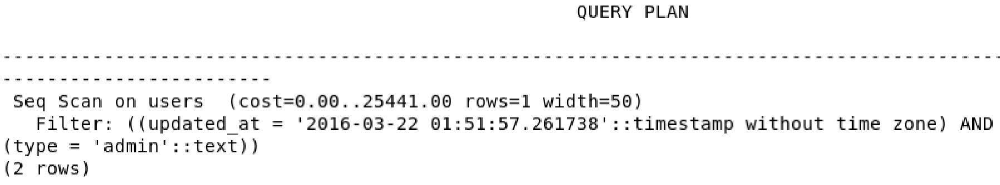 QUERY PLAN
------------------------------------------------------------------------------------------
------------------------
Seq Scan on users  (cost=0.00..25441.00 rows=1 width=50)
Filter: ((updated_at = '2016-03-22 01:51:57.261738'::timestamp without time zone) AND
(type = 'admin'::text))
(2 rows)